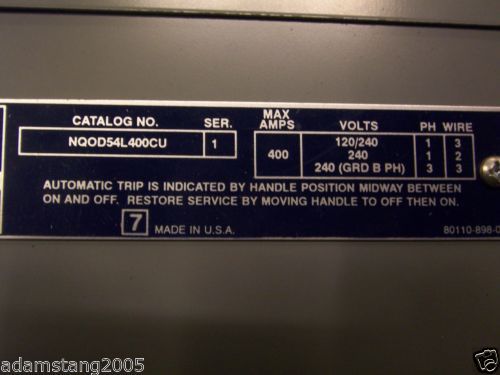 CATALOG NO. SER. MAX AMPS VOLTS PH WIRE
NQOD54L400CU 1 400 120/240 1 3
240 1 2
240 (GRD B PH) 3 3
AUTOMATIC TRIP IS INDICATED BY HANDLE POSITION MIDWAY BETWEEN
ON AND OFF. RESTORE SERVICE BY MOVING HANDLE TO OFF THEN ON.
7 MADE IN U.S.A. 80110-898-0
adamstang2005